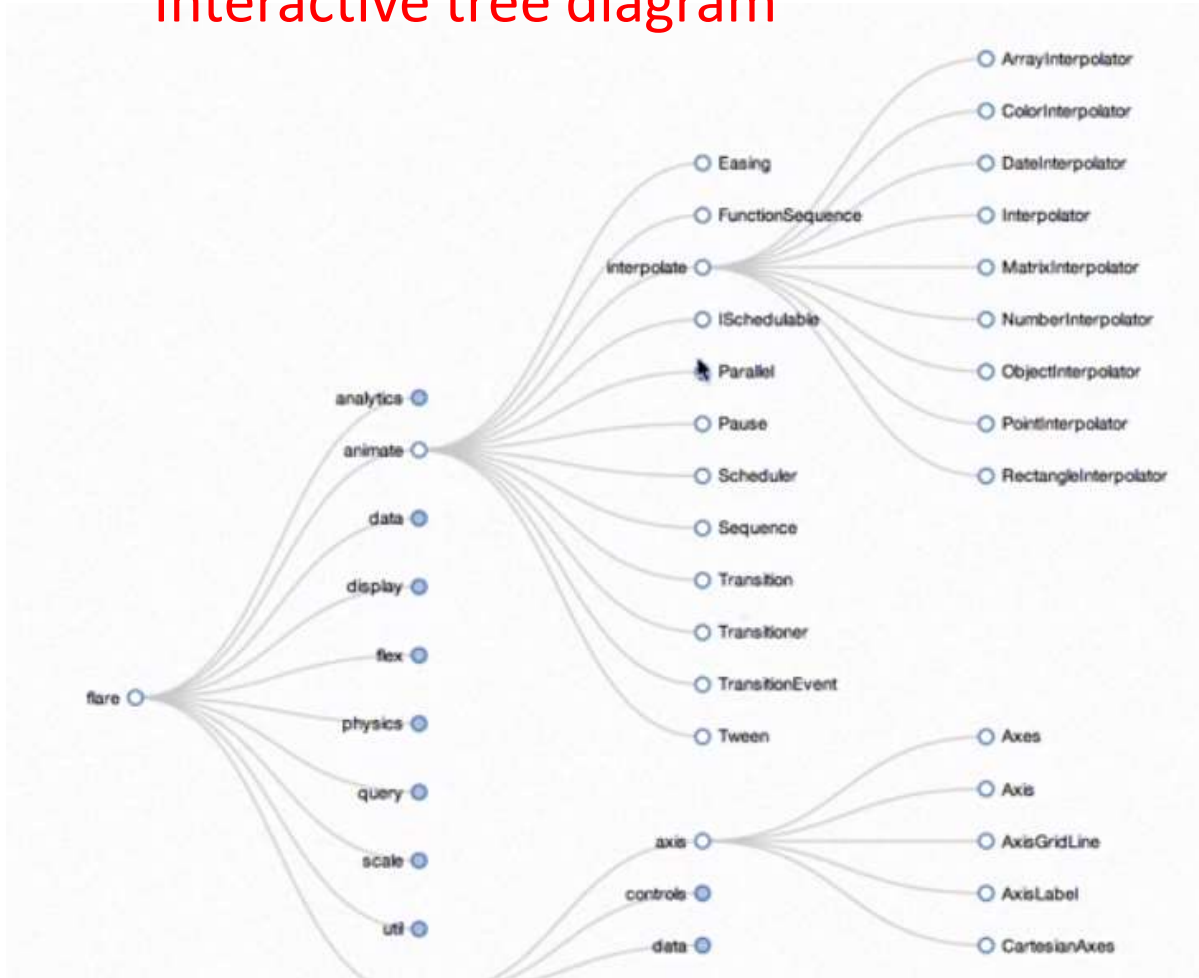 interactive tree diagram
ArrayInterpolator
ColorInterpolator
Easing
DateInterpolator
FunctionSequence
Interpolator
interpolate
MatrixInterpolator
ISchedulable
NumberInterpolator
Parallel
ObjectInterpolator
analytics
Pause
PointInterpolator
animate
Scheduler
RectangleInterpolator
data
Sequence
display
Transition
Transitioner
flex
TransitionEvent
flare
physics
Tween
Axes
query
Axis
axis
AxisGridLine
scale
controls
AxisLabel
util
data
CartesianAxes